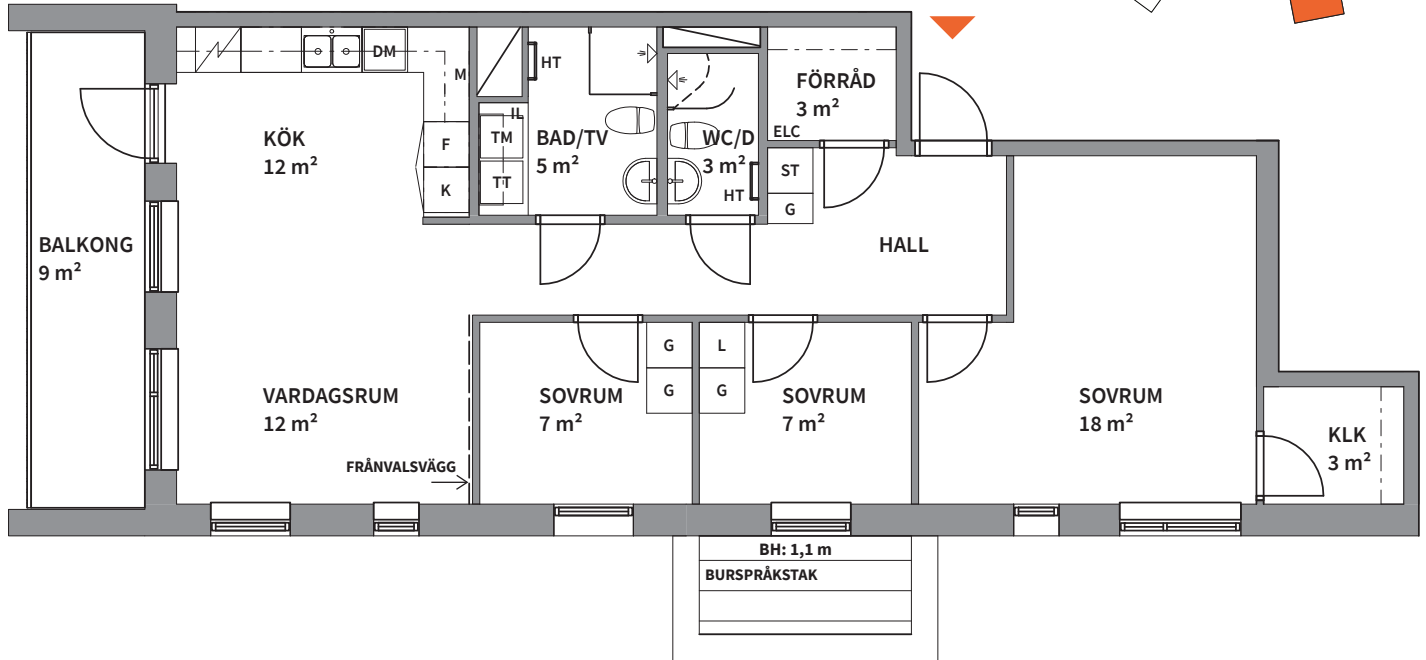 DM
M
HT
FÖRRÅD
3 m²
ELC
KÖK
12 m²
F
K
IL
TM
TT
BAD/TV
5 m²
WC/D
3 m²
HT
ST
G
BALKONG
9 m²
HALL
G
G
L
G
VARDAGSRUM
12 m²
SOVRUM
7 m²
SOVRUM
7 m²
SOVRUM
18 m²
KLK
3 m²
FRÅNVALSVÄGG
BH: 1,1 m
BURSPRÅKSTAK